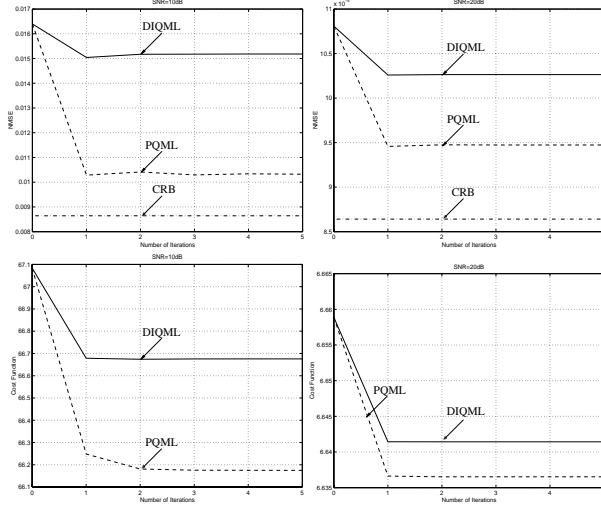 SNR=10dB
0.017
0.016
0.015
0.014
0.013
0.012
0.011
0.01
0.009
0.008
NMSE
DIQML
PQML
CRB
0 1 2 3 4 5
Number of Iterations
SNR=20dB
11
10.5
10
9.5
9
8.5
NMSE
DIQML
PQML
CRB
0 1 2 3 4
Number of Iterations
SNR=10dB
67.1
67
66.9
66.8
66.7
66.6
66.5
66.4
66.3
66.2
66.1
Cost Function
DIQML
PQML
0 1 2 3 4 5
Number of Iterations
SNR=20dB
6.665
6.66
6.655
6.65
6.645
6.64
6.635
Cost Function
PQML
DIQML
0 1 2 3 4
Number of Iterations